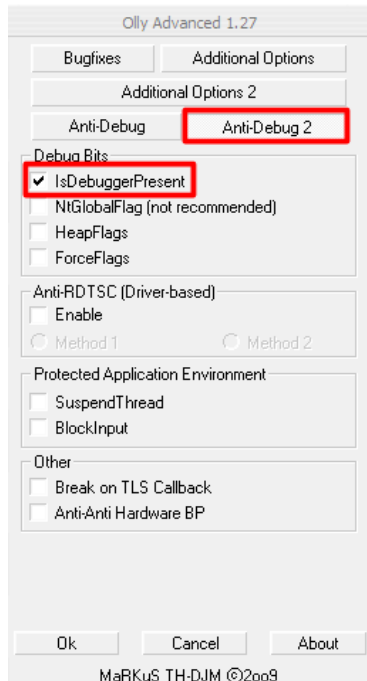 Olly Advanced 1.27
Bugfixes Additional Options
Additional Options 2
Anti-Debug Anti-Debug 2
Debug Bits
IsDebuggerPresent
NtGlobalFlag (not recommended)
HeapFlags
ForceFlags
Anti-RDTSC (Driver-based)
Enable
Method 1 Method 2
Protected Application Environment
SuspendThread
BlockInput
Other
Break on TLS Callback
Anti-Anti Hardware BP
Ok Cancel About
MaRKuS TH-DJM ©2oo9